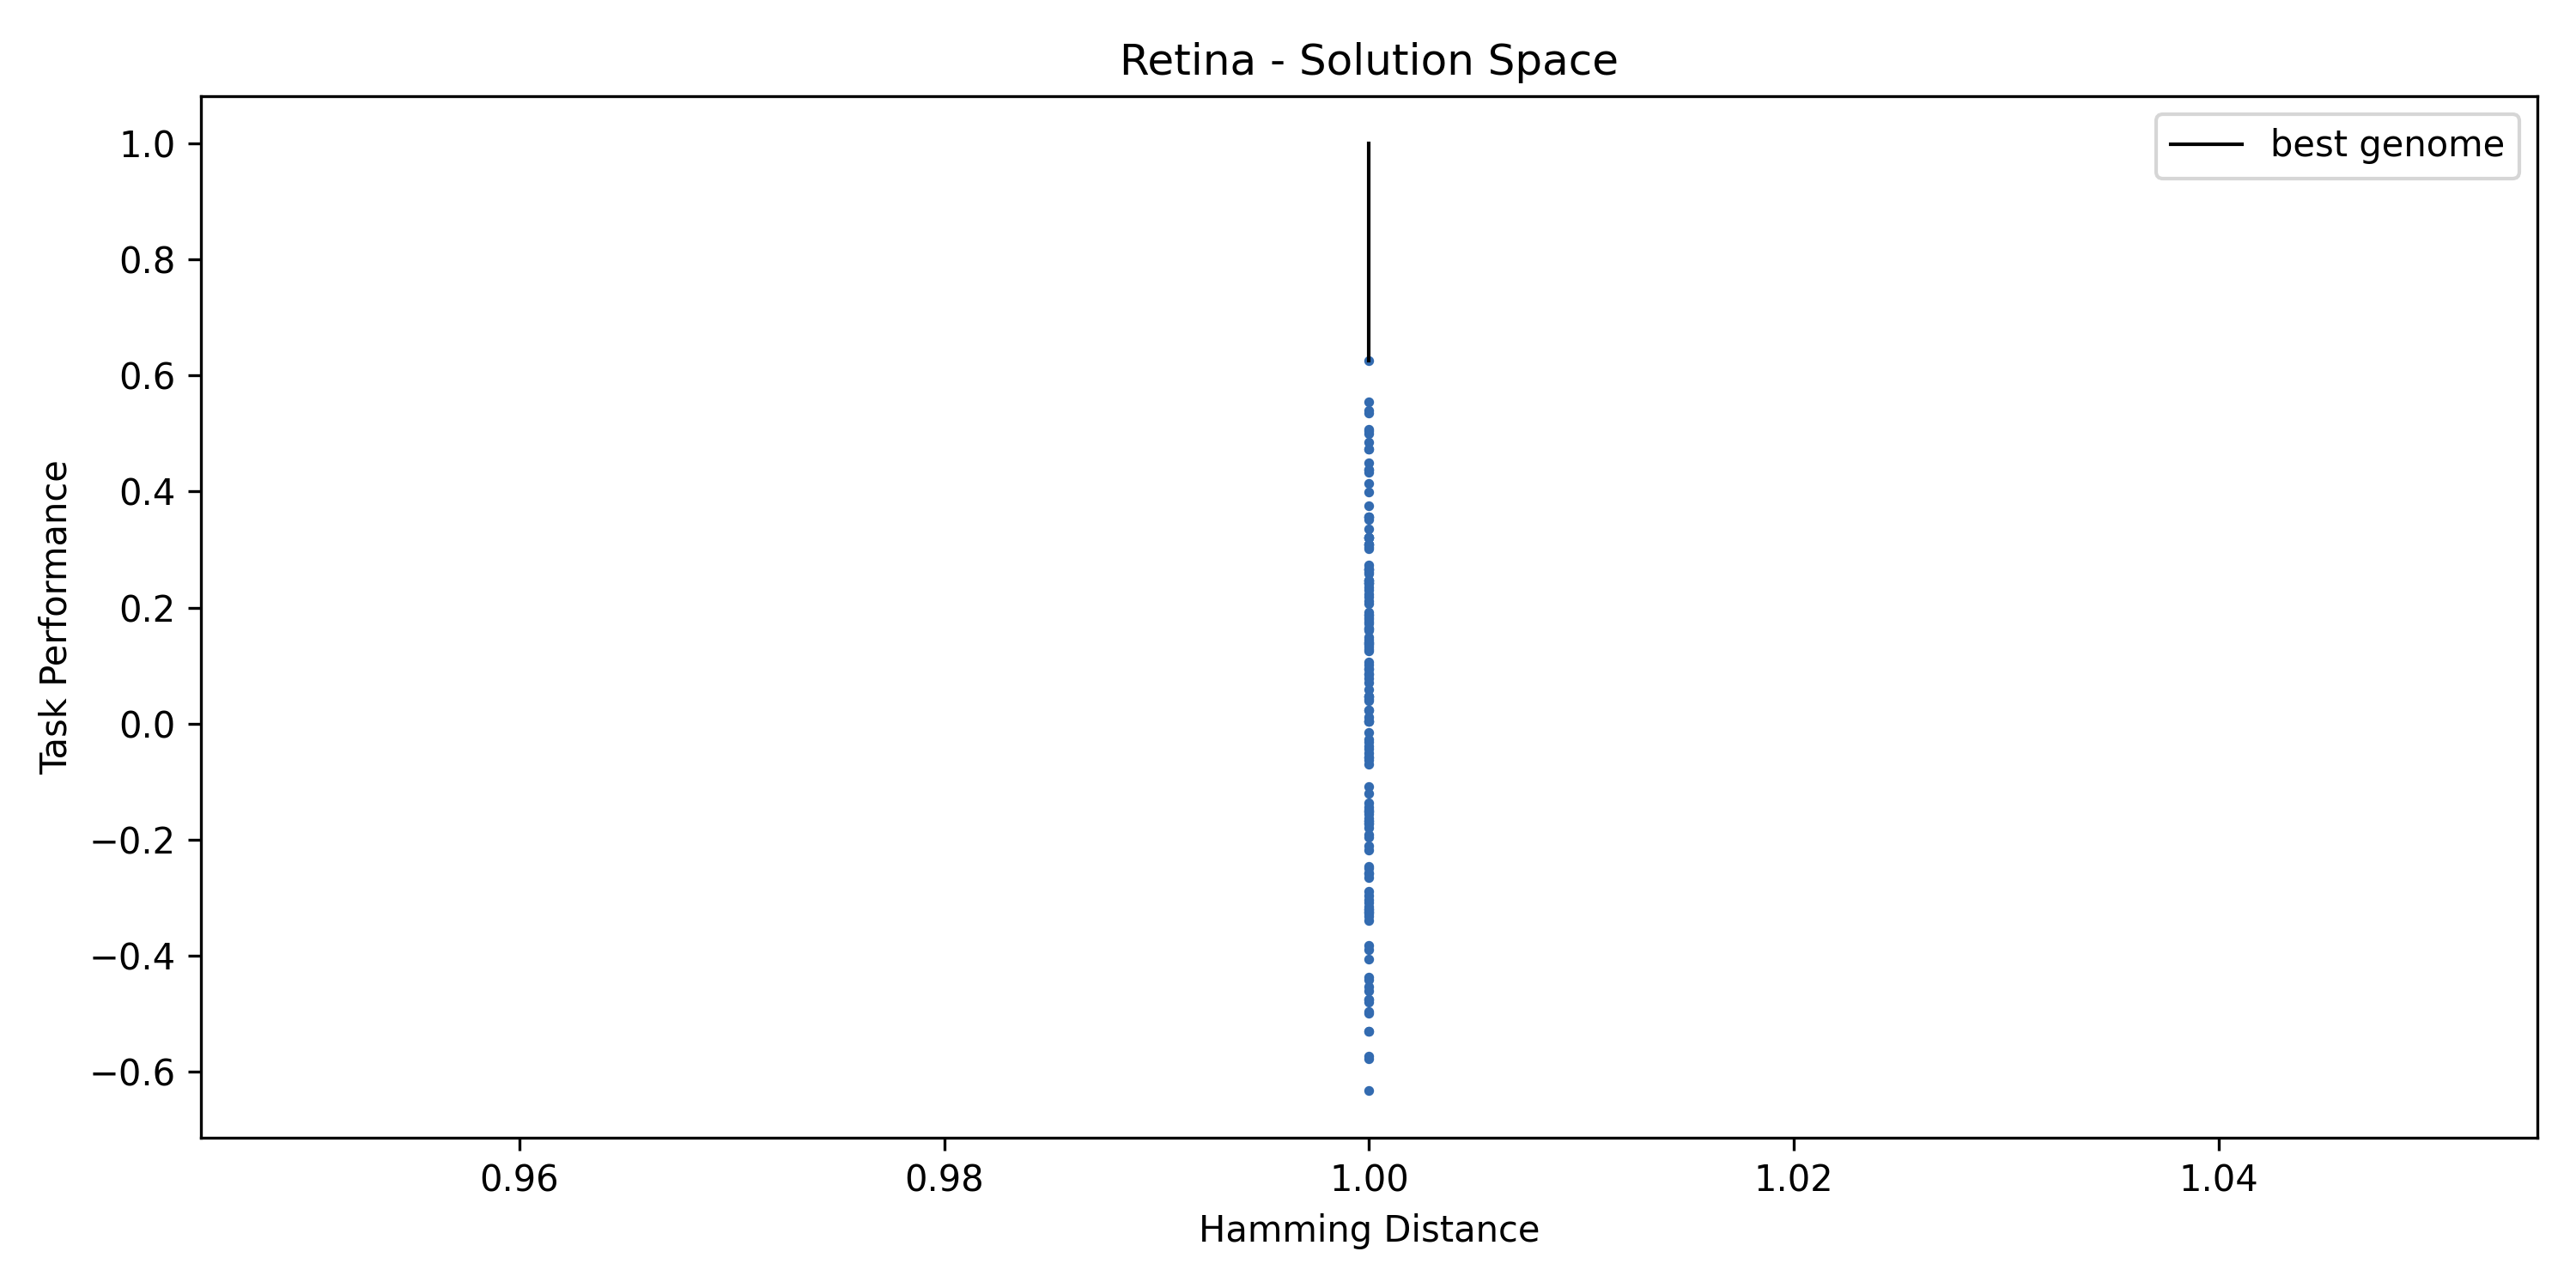 Retina - Solution Space
best genome
1.0
0.8
0.6
0.4
0.2
0.0
−0.2
−0.4
−0.6
Task Performance
0.96 0.98 1.00 1.02 1.04
Hamming Distance